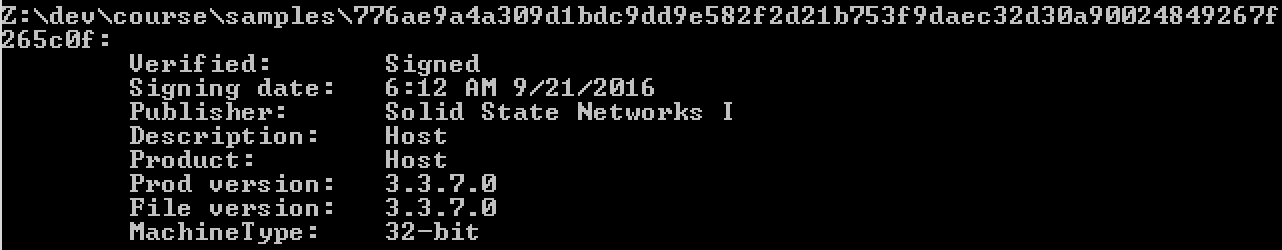 Z:\dev\course\samples\776ae9a4a309d1bdc9dd9e582f2d21b753f9daec32d30a90024849267f
265c0f:
Verified: Signed
Signing date: 6:12 AM 9/21/2016
Publisher: Solid State Networks I
Description: Host
Product: Host
Prod version: 3.3.7.0
File version: 3.3.7.0
MachineType: 32-bit